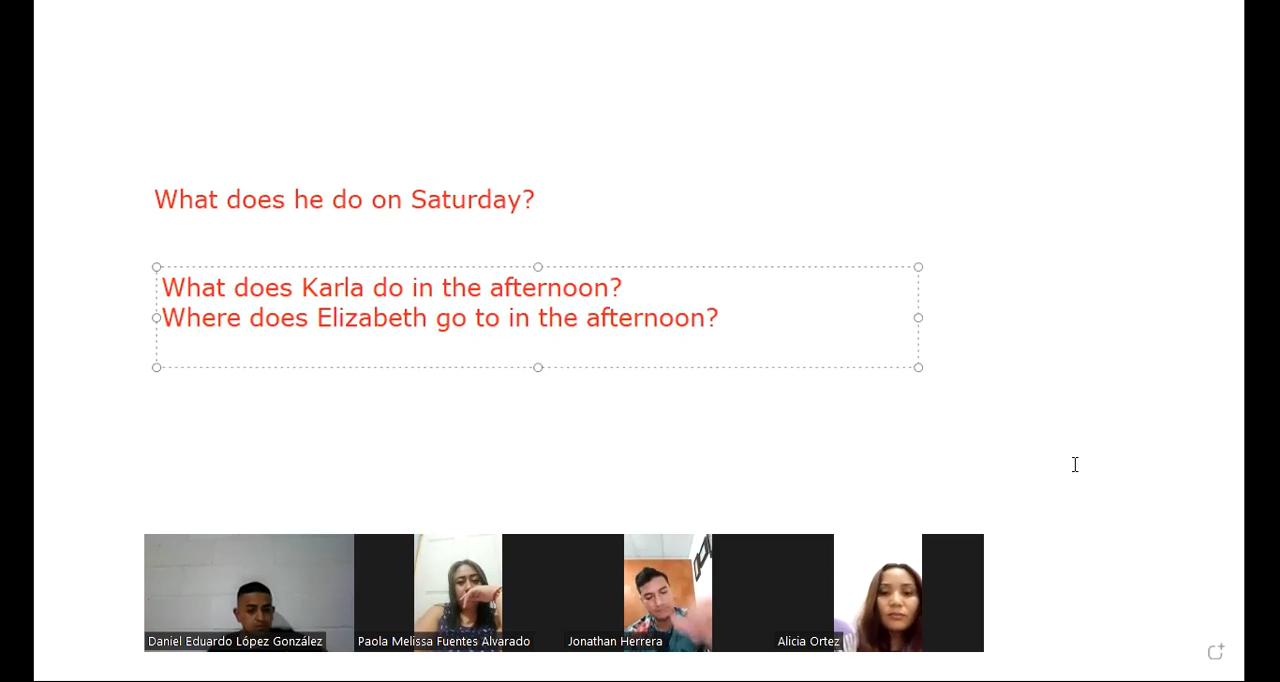 What does he do on Saturday?
What does Karla do in the afternoon?
Where does Elizabeth go to in the afternoon?
Daniel Eduardo López González
Paola Melissa Fuentes Alvarado
Jonathan Herrera
Alicia Ortez